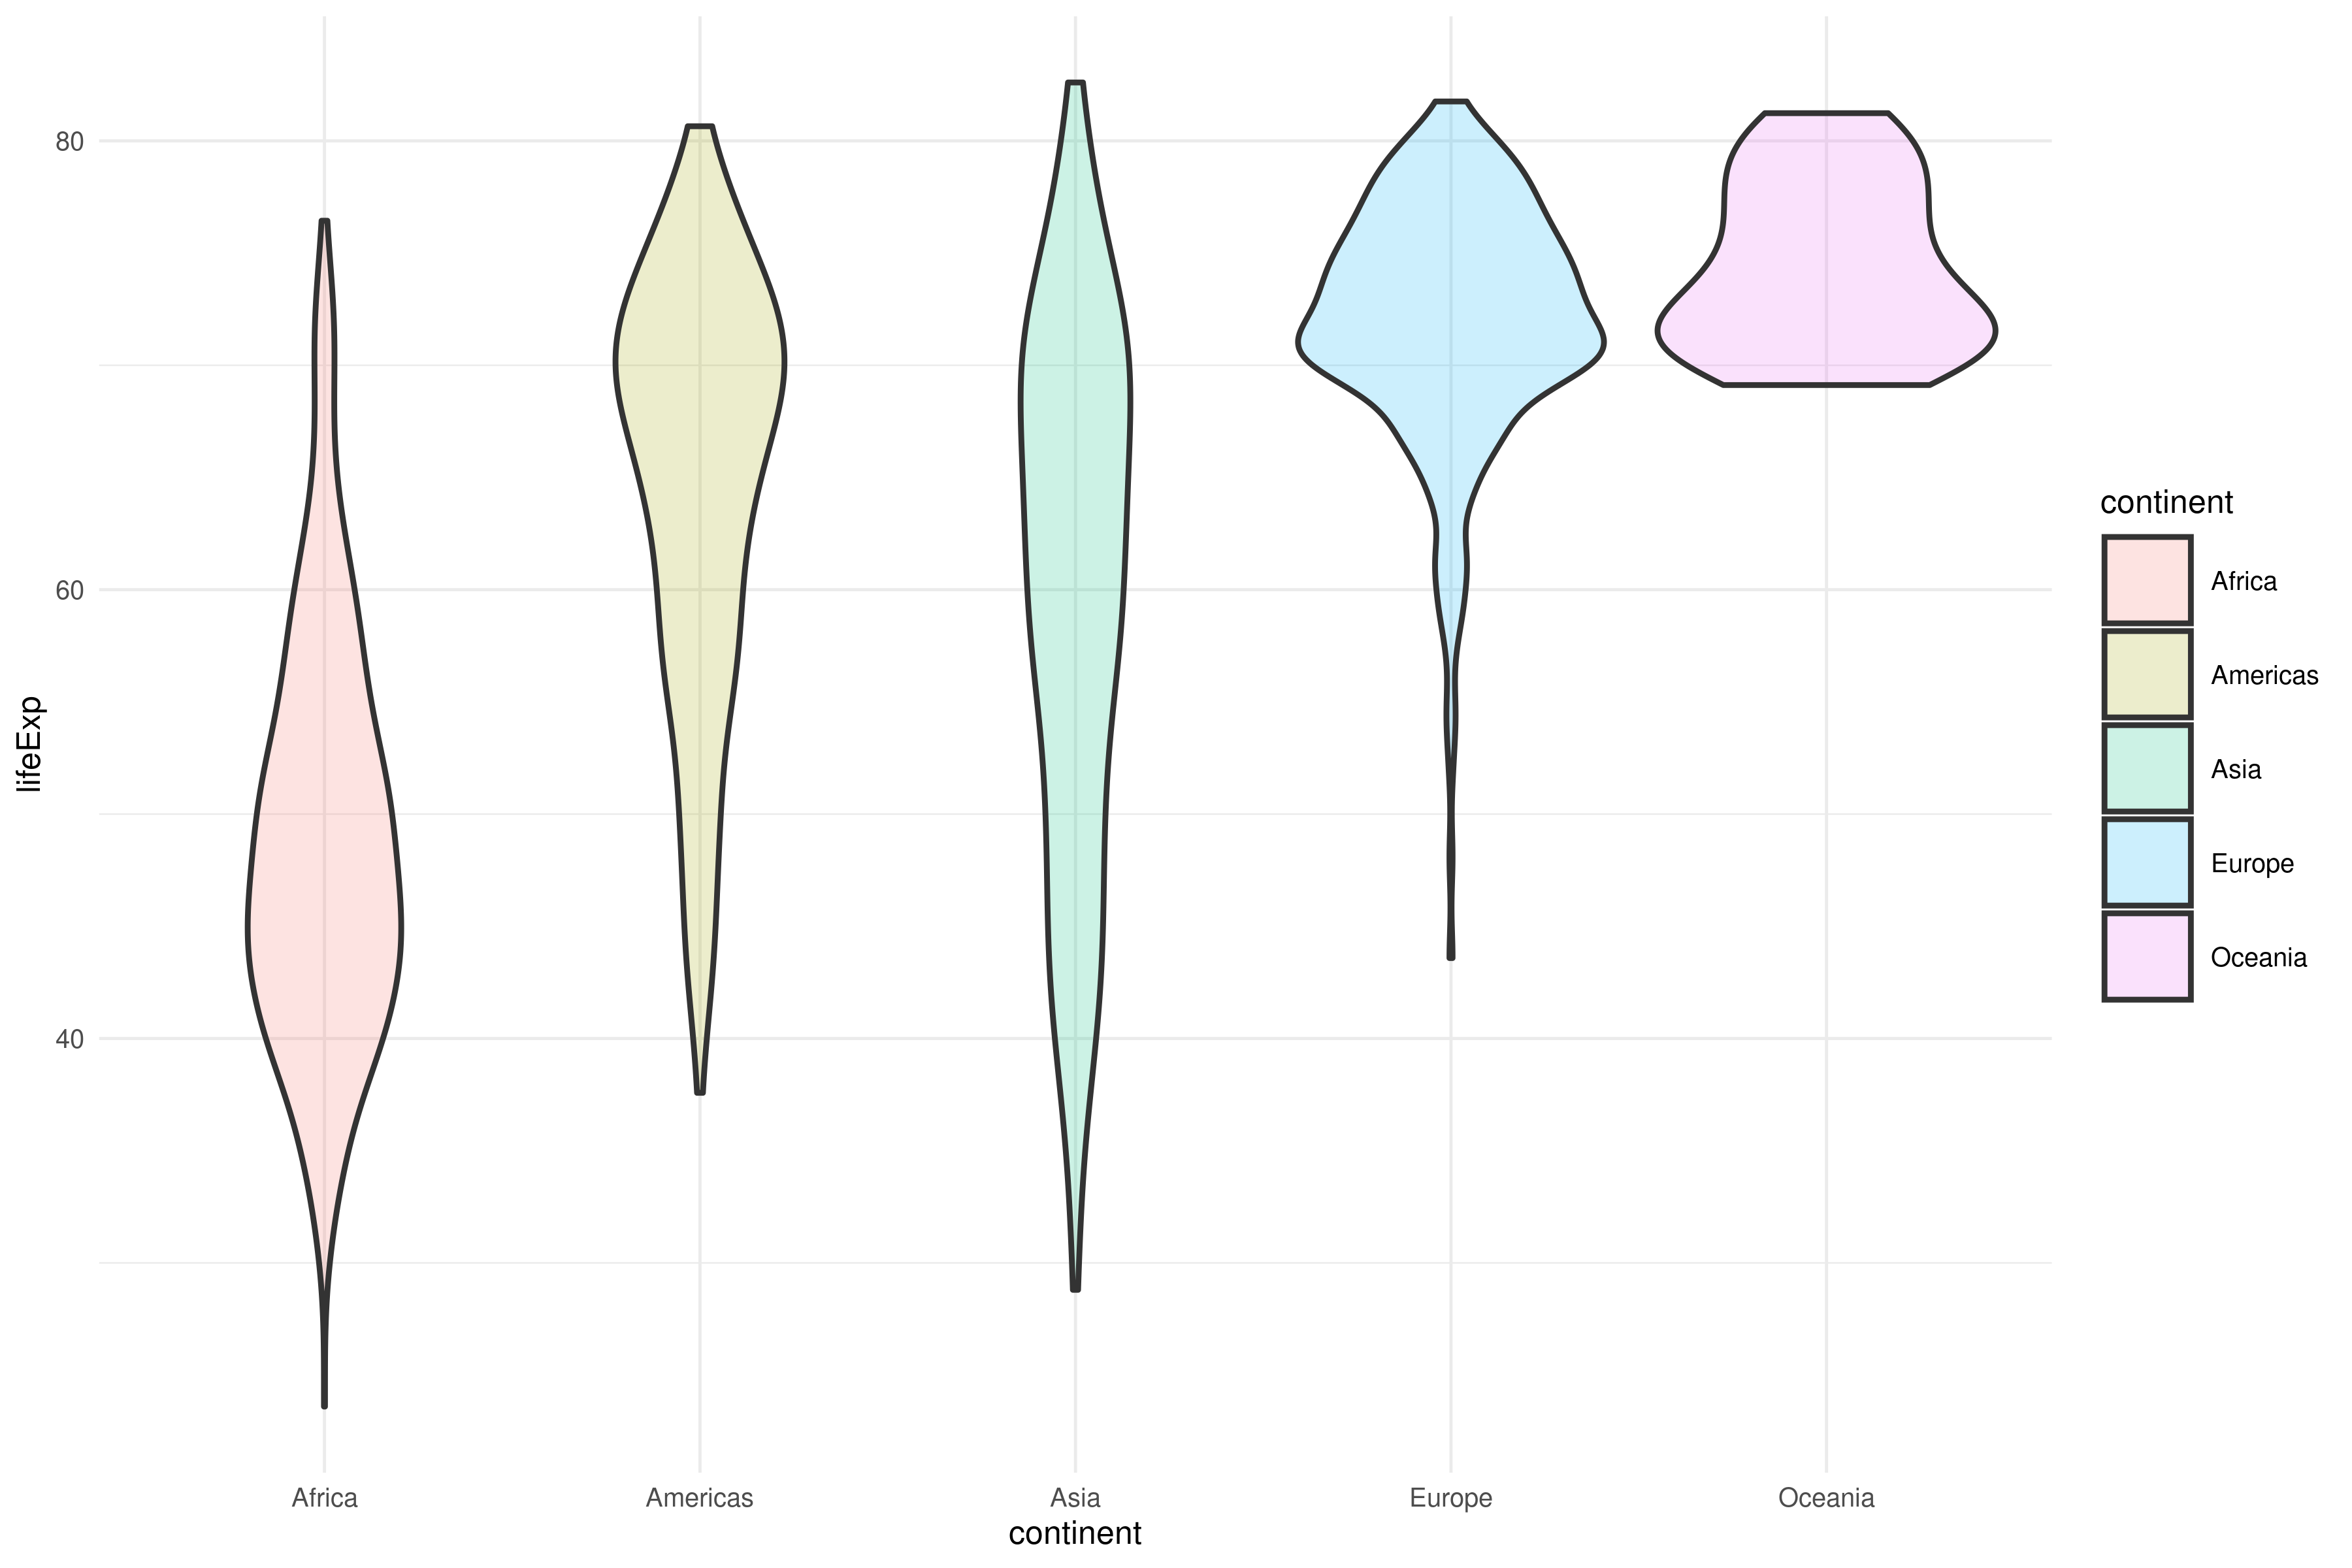 lifeExp
80
60
40
Africa
Americas
Asia
Europe
Oceania
continent
continent
Africa
Americas
Asia
Europe
Oceania